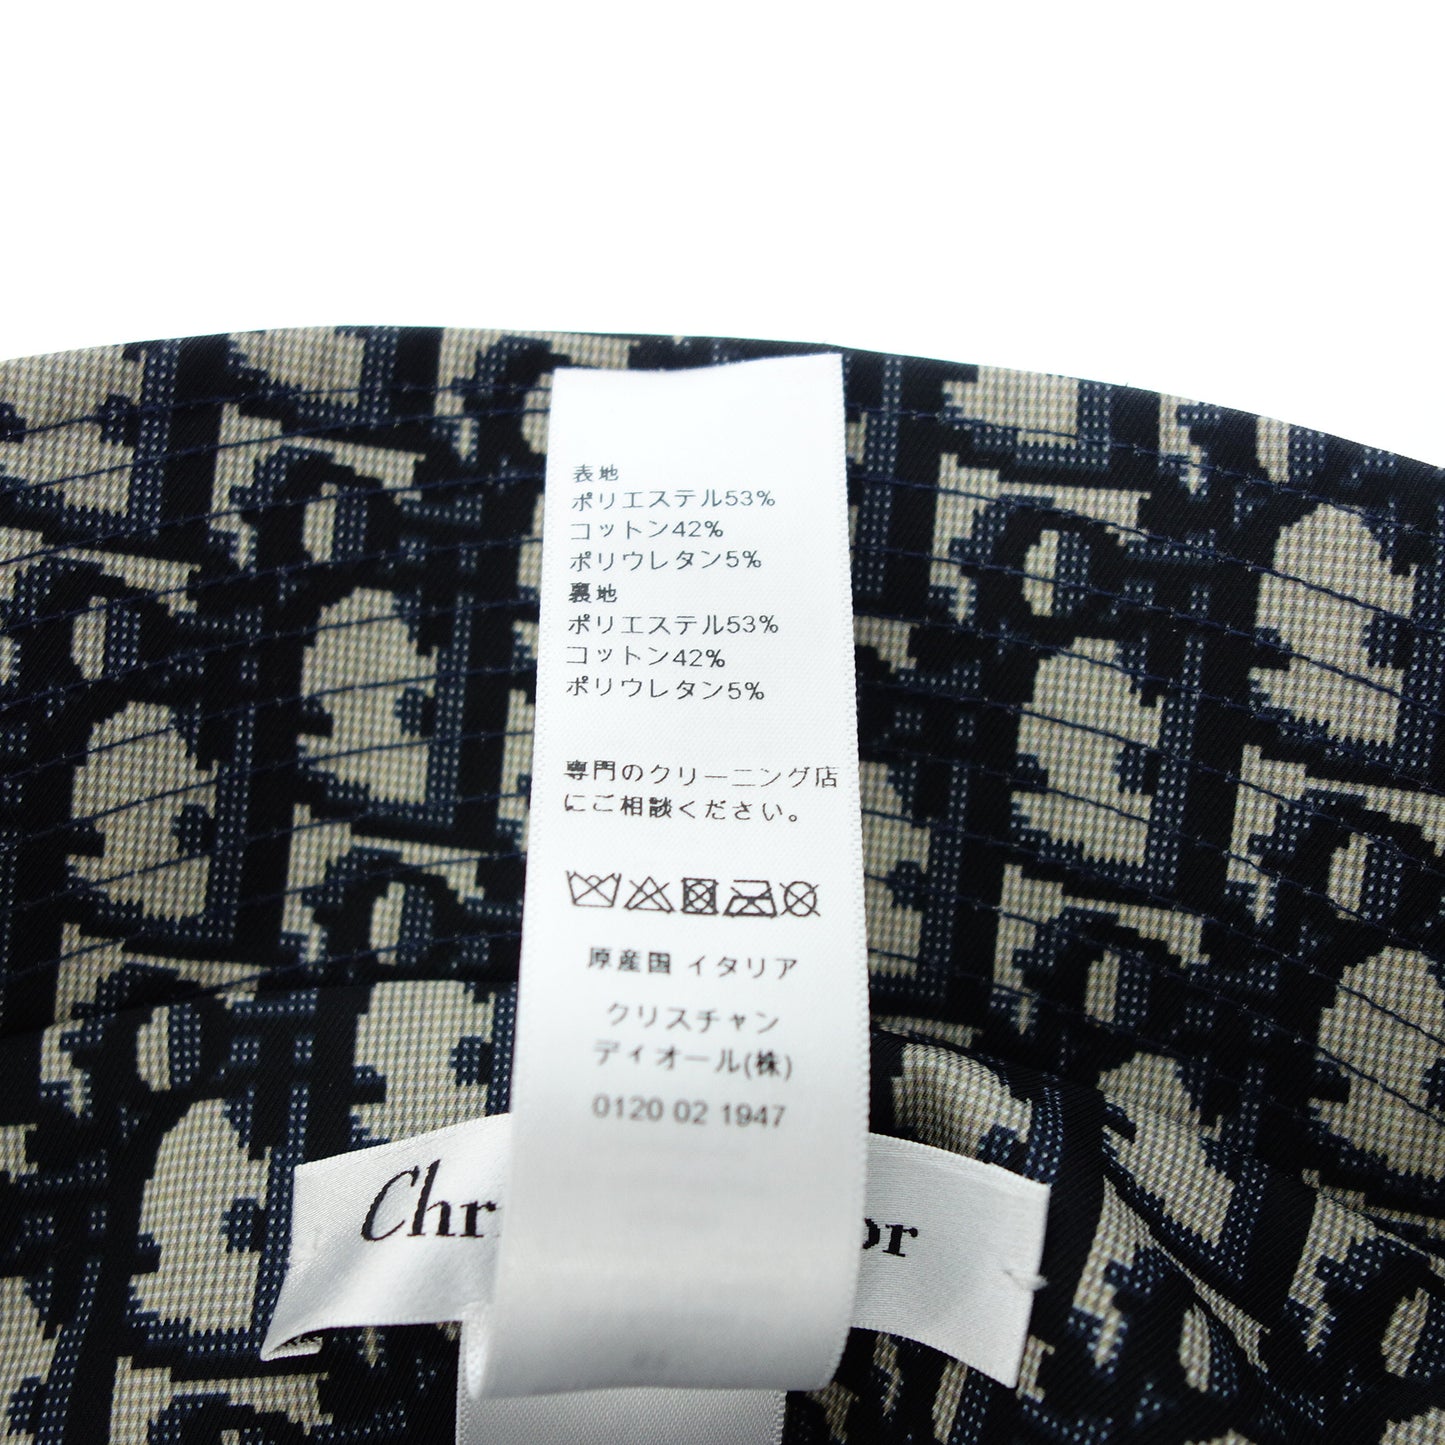 表地
ポリエステル53%
コットン42%
ポリウレタン5%
裏地
ポリエステル53%
コットン42%
ポリウレタン5%
専門のクリーニング店
にご相談ください。
原産国 イタリア
クリスチャン
ディオール(株)
0120 02 1947